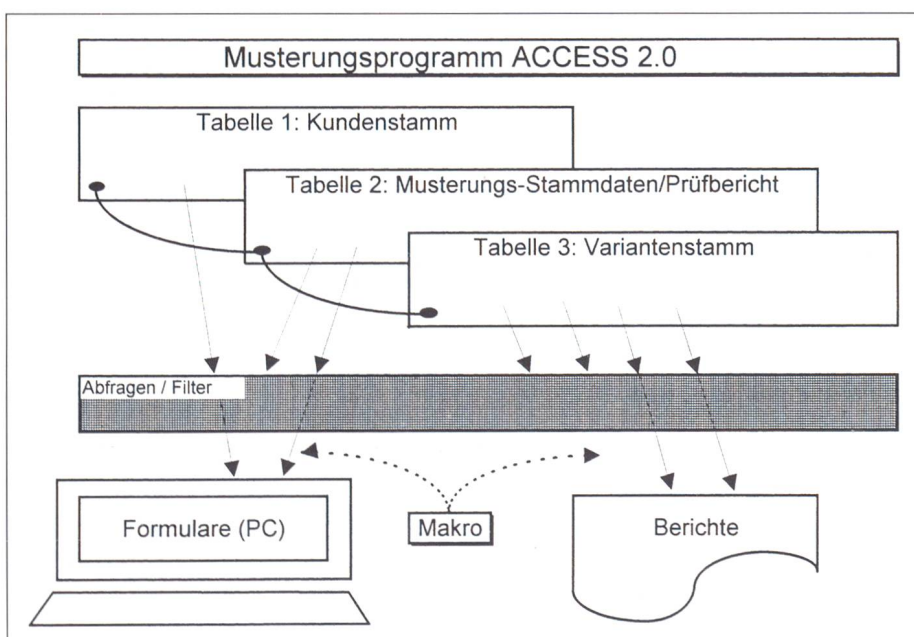 Musterungsprogramm ACCESS 2.0
Tabelle 1: Kundenstamm
Tabelle 2: Musterungs-Stammdaten/Prüfbericht
Tabelle 3: Variantenstamm
Abfragen / Filter
Formulare (PC)
Makro
Berichte